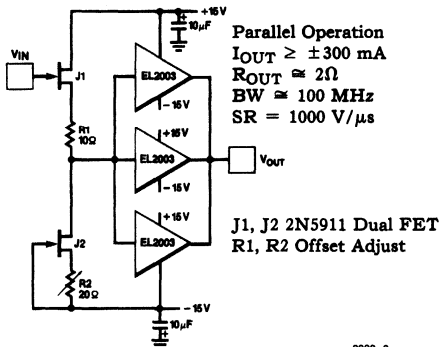 +15V
10μF
VIN
J1
EL2003
-15V
R1
10Ω
+15V
EL2003
VOUT
-15V
+15V
EL2003
J2
R2
20Ω
-15V
10μF
Parallel Operation
IOUT ≥ ±300 mA
ROUT ≅ 2Ω
BW ≅ 100 MHz
SR = 1000 V/μs
J1, J2 2N5911 Dual FET
R1, R2 Offset Adjust